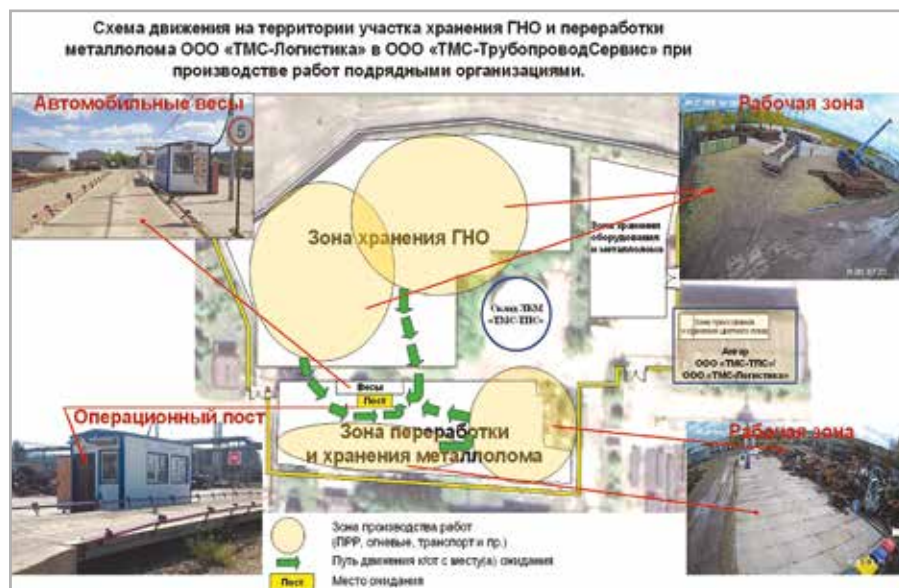 Схема движения на территории участка хранения ГНО и переработки
металлолома ООО «ТМС-Логистика» в ООО «ТМС-ТрубопроводСервис» при
производстве работ подрядными организациями.
Автомобильные весы
5
Рабочая зона
Зона хранения ГНО
Зона хранения
оборудования
и металлолома
Склад ЛКМ
«ТМС-ТПС»
Ангар
ООО «ТМС-ТПС»/
ООО «ТМС-Логистика»
Весы
Пост
Операционный пост
Зона переработки
и хранения металлолома
Рабочая зона
Зона производства работ
(ПРР, огневые, транспорт и пр.)
Путь движения к/от с месту(а) ожидания
Пост
Место ожидания